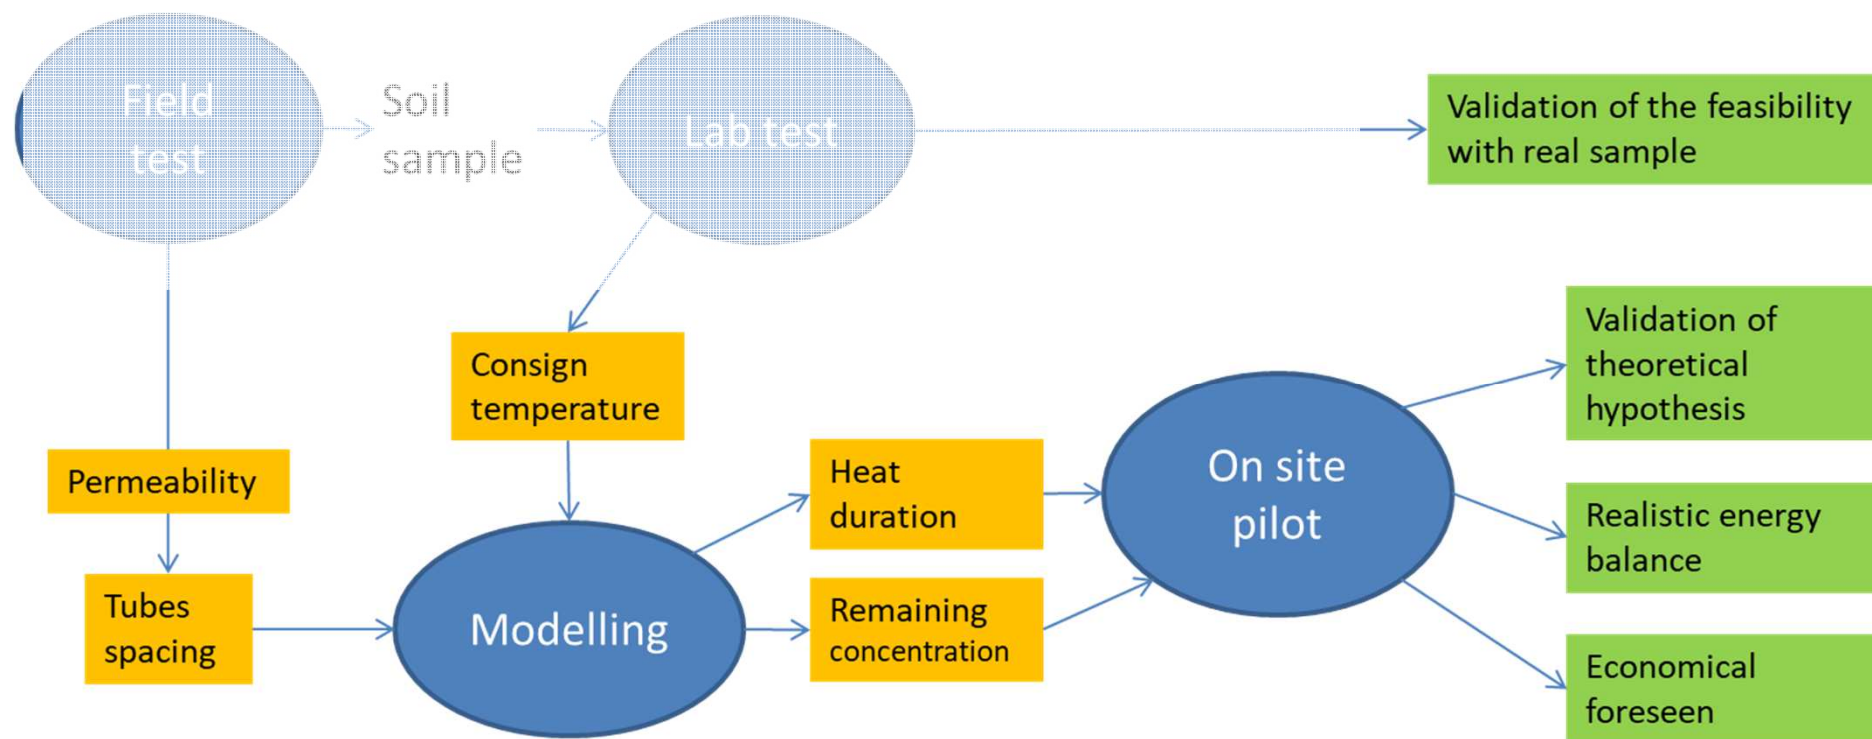 Field
test
Soil
sample
Lab test
Validation of the feasibility
with real sample
Consign
temperature
Validation of
theoretical
hypothesis
Permeability
Heat
duration
On site
pilot
Realistic energy
balance
Tubes
spacing
Modelling
Remaining
concentration
Economical
foreseen